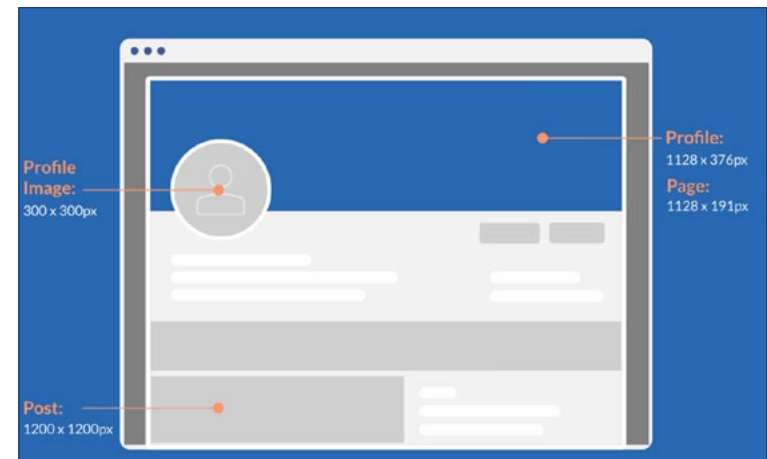 Profile
Image:
300 x 300px
Profile:
1128 x 376px
Page:
1128 x 191px
Post:
1200 x 1200px